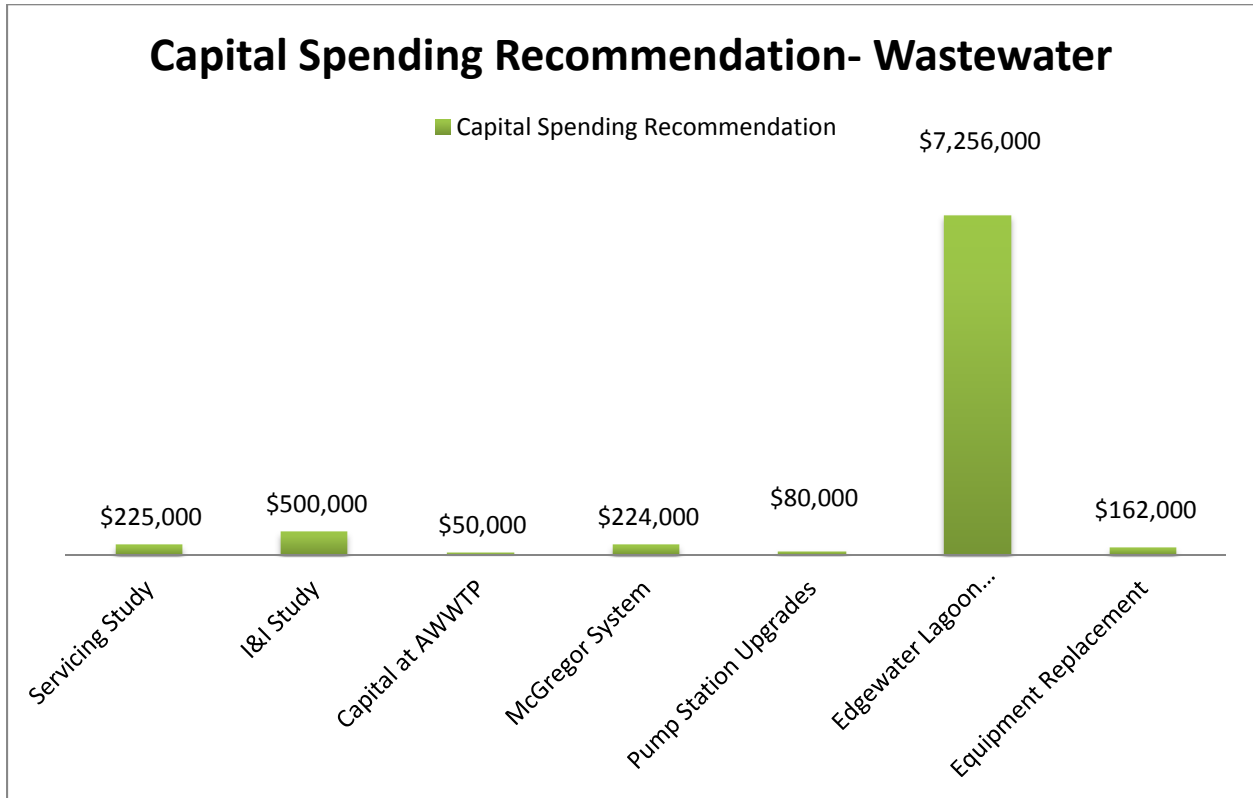 Capital Spending Recommendation- Wastewater
Capital Spending Recommendation
$7,256,000
$225,000
$500,000
$50,000
$224,000
$80,000
$162,000
Servicing Study
I&I Study
Capital at AWWTP
McGregor System
Pump Station Upgrades
Edgewater Lagoon...
Equipment Replacement